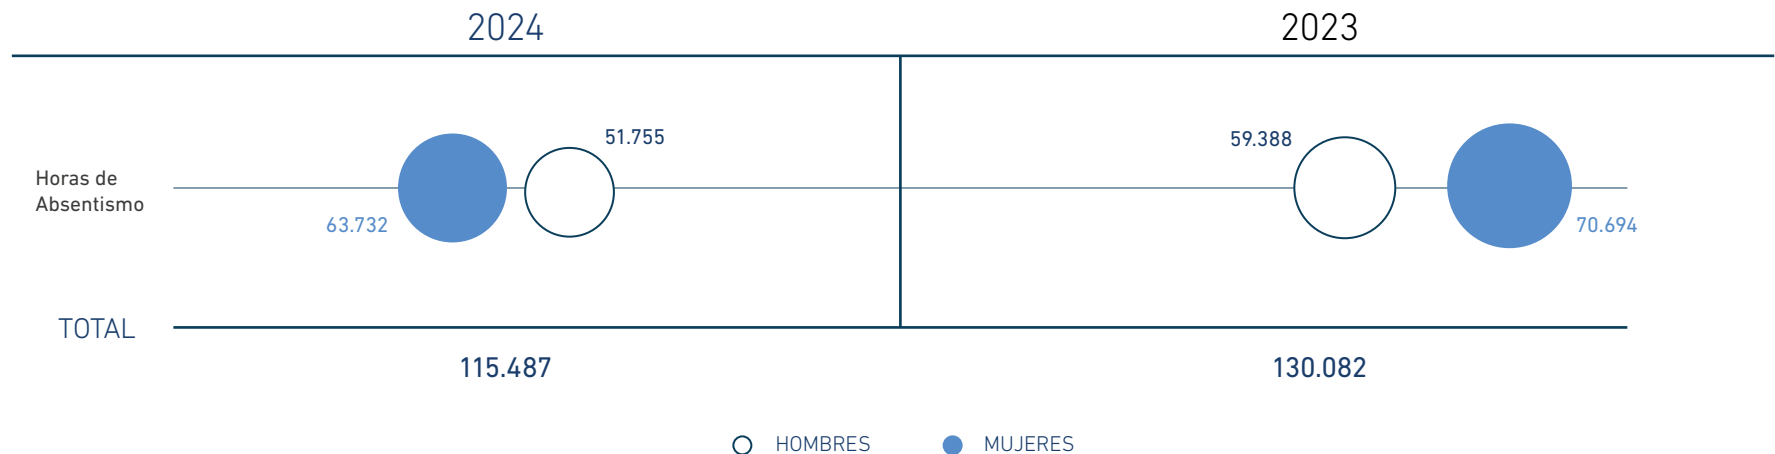 2024
2023
51.755
59.388
Horas de
Absentismo
63.732
70.694
TOTAL
115.487
130.082
HOMBRES
MUJERES